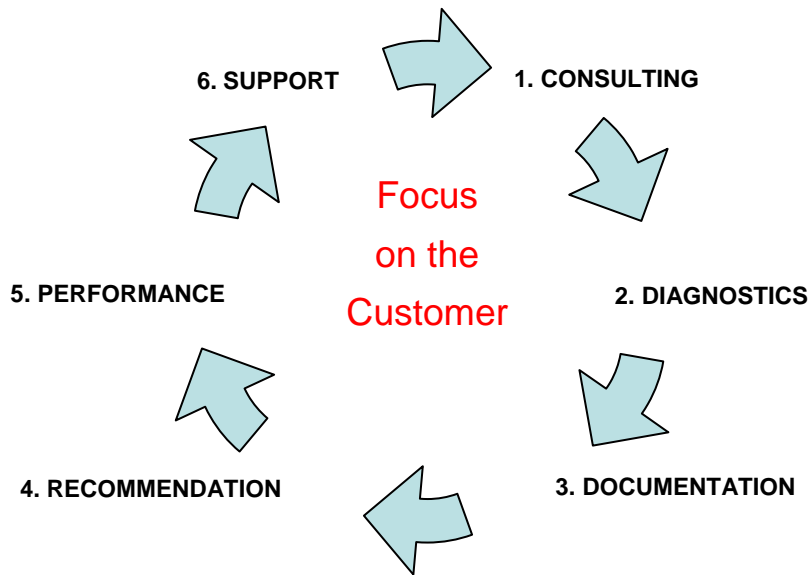 6. SUPPORT
1. CONSULTING
Focus
on the
Customer
5. PERFORMANCE
2. DIAGNOSTICS
4. RECOMMENDATION
3. DOCUMENTATION